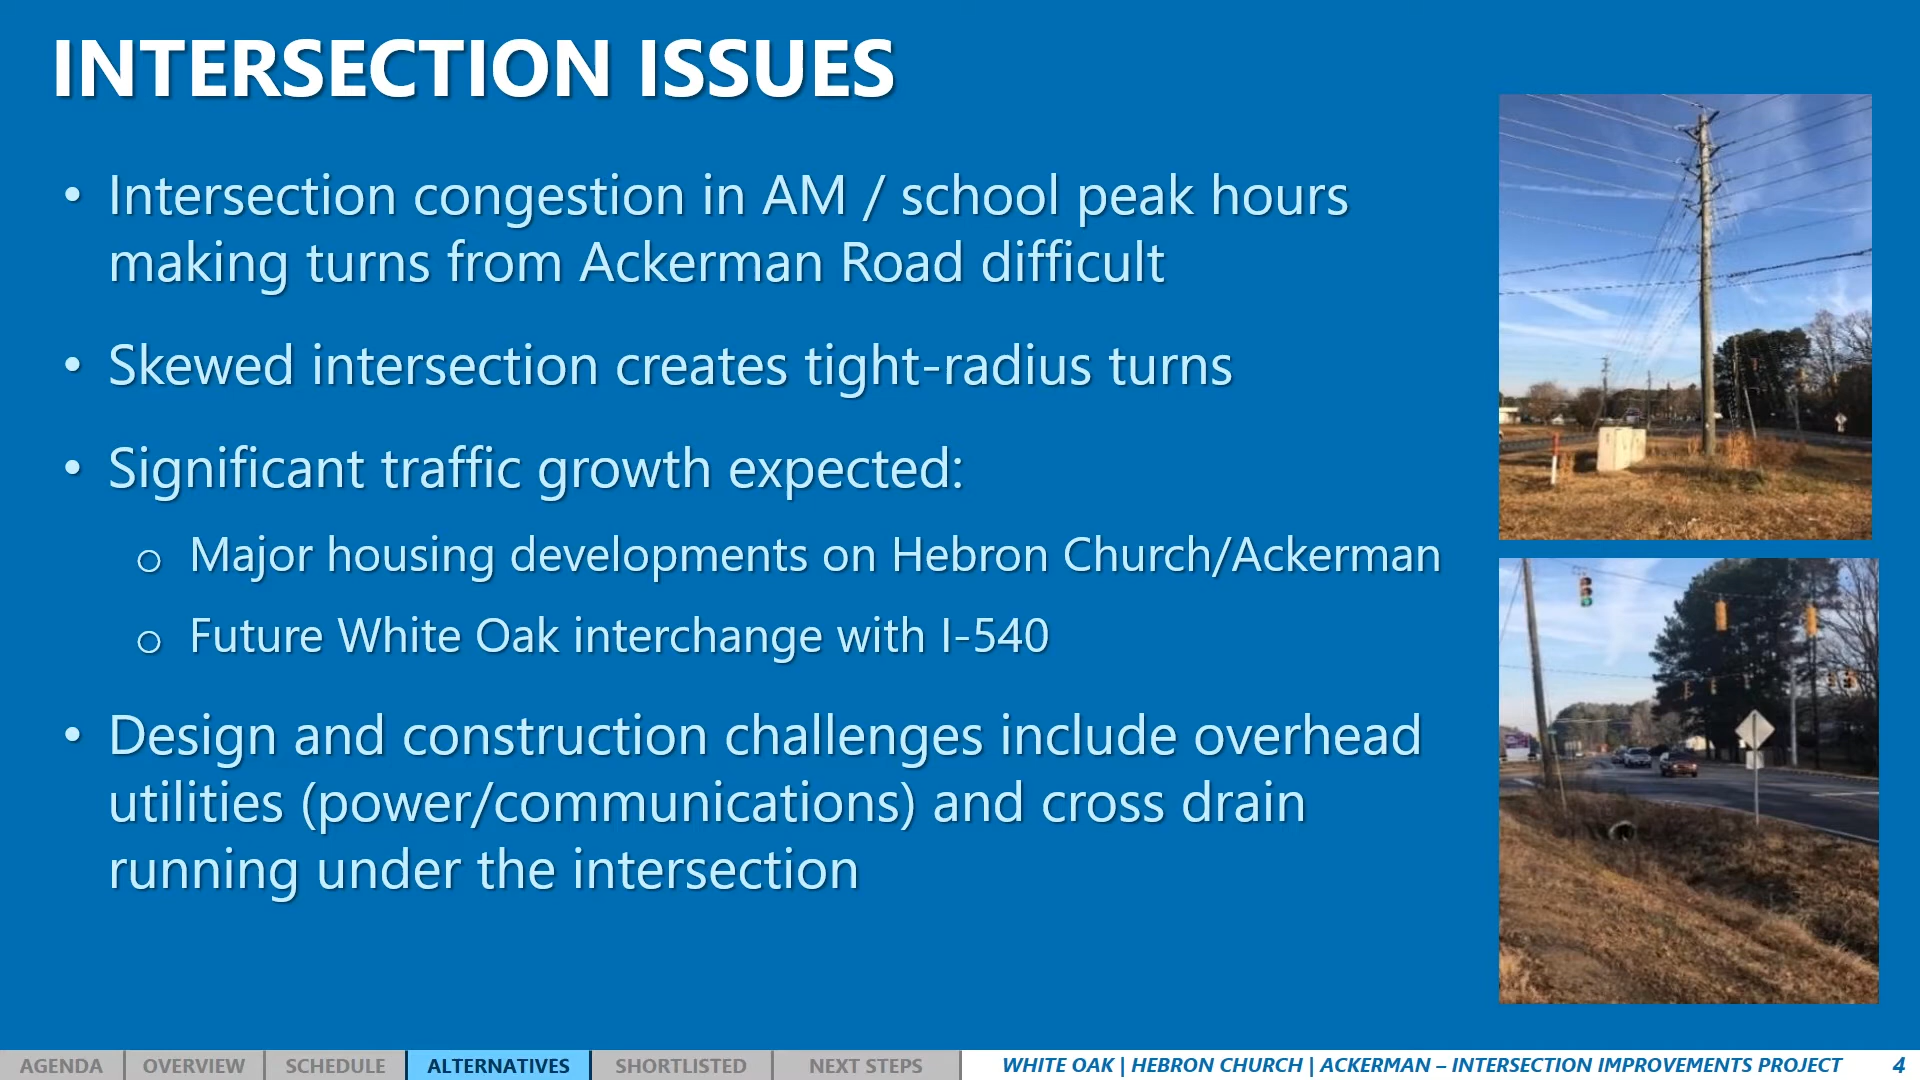 INTERSECTION ISSUES
• Intersection congestion in AM / school peak hours
making turns from Ackerman Road difficult
• Skewed intersection creates tight-radius turns
• Significant traffic growth expected:
o Major housing developments on Hebron Church/Ackerman
o Future White Oak interchange with I-540
• Design and construction challenges include overhead
utilities (power/communications) and cross drain
running under the intersection
AGENDA OVERVIEW SCHEDULE ALTERNATIVES SHORTLISTED NEXT STEPS WHITE OAK | HEBRON CHURCH | ACKERMAN – INTERSECTION IMPROVEMENTS PROJECT 4